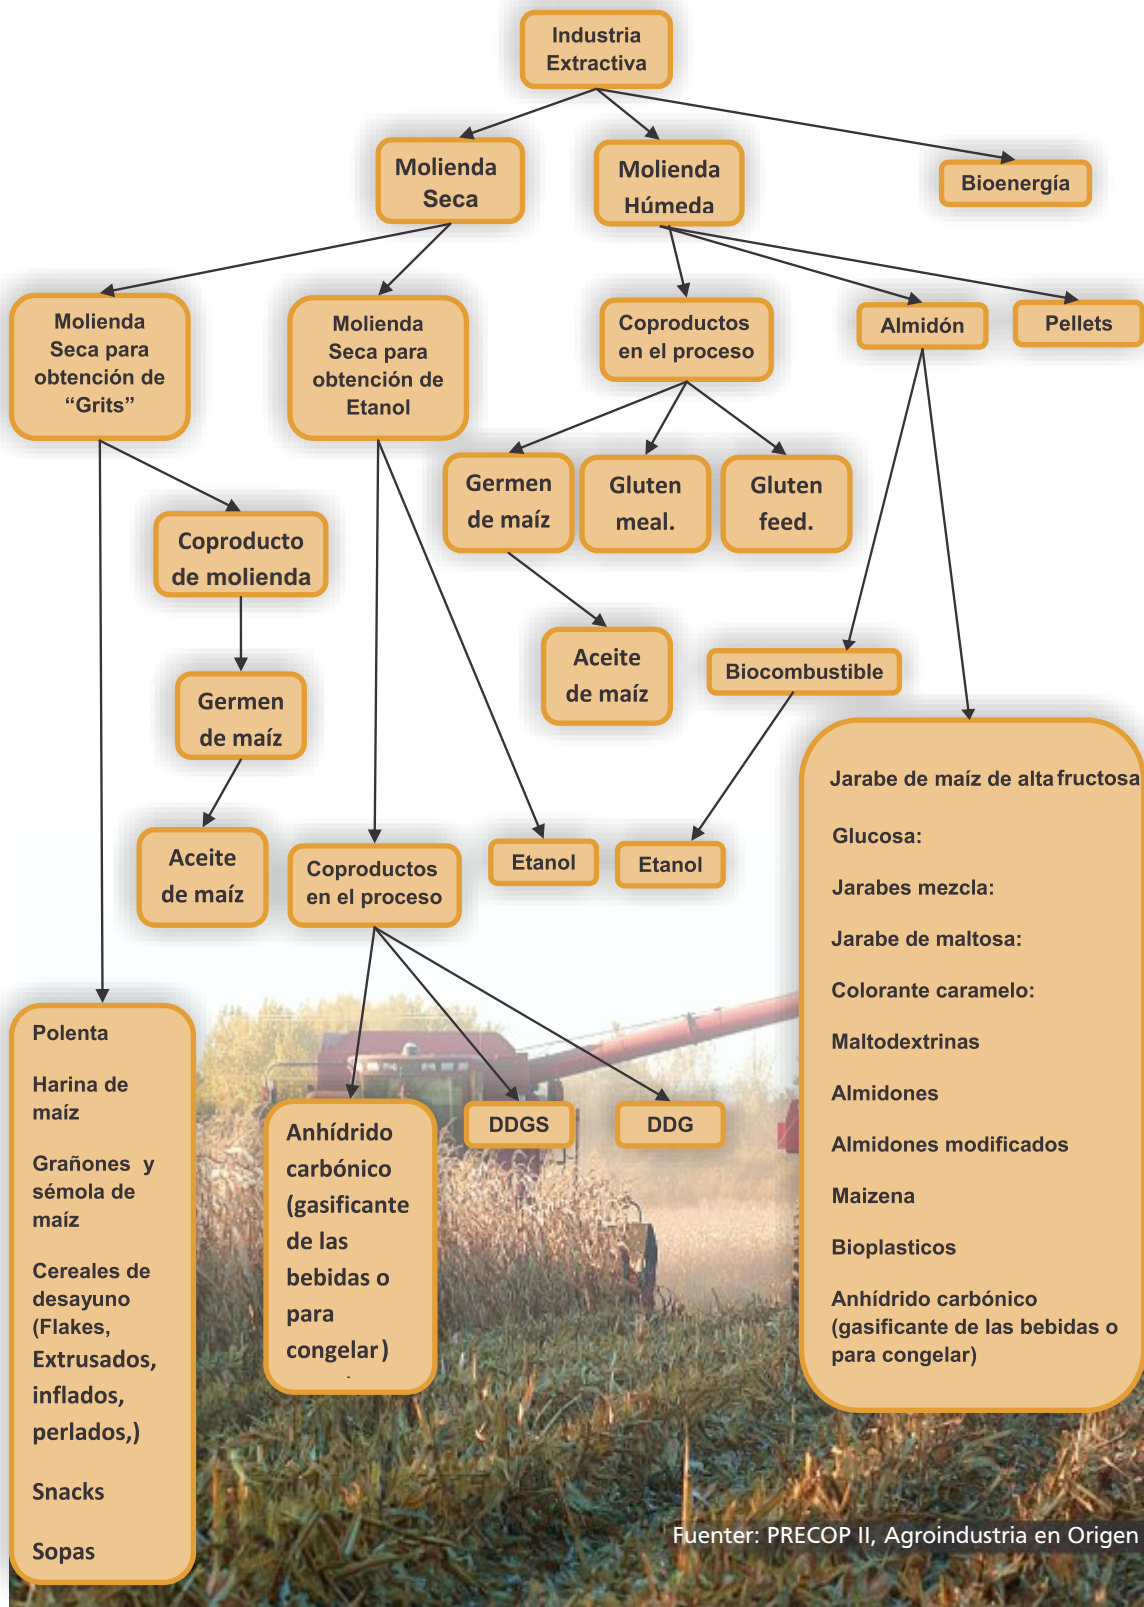 Industria
Extractiva
Molienda
Seca
Molienda
Húmeda
Bioenergía
Molienda
Seca para
obtención de
“Grits”
Molienda
Seca para
obtención de
Etanol
Coproductos
en el proceso
Almidón
Pellets
Germen
de maíz
Gluten
meal.
Gluten
feed.
Coproducto
de molienda
Aceite
de maíz
Biocombustible
Germen
de maíz
Aceite
de maíz
Coproductos
en el proceso
Etanol
Etanol
Jarabe de maíz de alta fructosa
Glucosa:
Jarabes mezcla:
Jarabe de maltosa:
Colorante caramelo:
Maltodextrinas
Almidones
Almidones modificados
Maizena
Bioplasticos
Anhídrido carbónico
(gasificante de las bebidas o
para congelar)
Polenta
Harina de
maíz
Grañones y
sémola de
maíz
Cereales de
desayuno
(Flakes,
Extrusados,
inflados,
perlados,)
Snacks
Sopas
Anhídrido
carbónico
(gasificante
de las
bebidas o
para
congelar)
DDGS
DDG
Fuenter: PRECOP II, Agroindustria en Origen